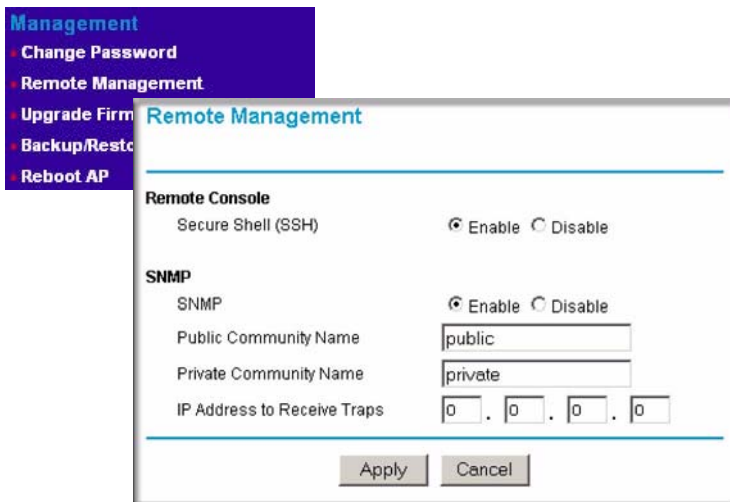 Management
Change Password
Remote Management
Upgrade Firm
Backup/Resto
Reboot AP
Remote Management
Remote Console
Secure Shell (SSH) Enable Disable
SNMP
SNMP Enable Disable
Public Community Name public
Private Community Name private
IP Address to Receive Traps 0 . 0 . 0 . 0
Apply Cancel